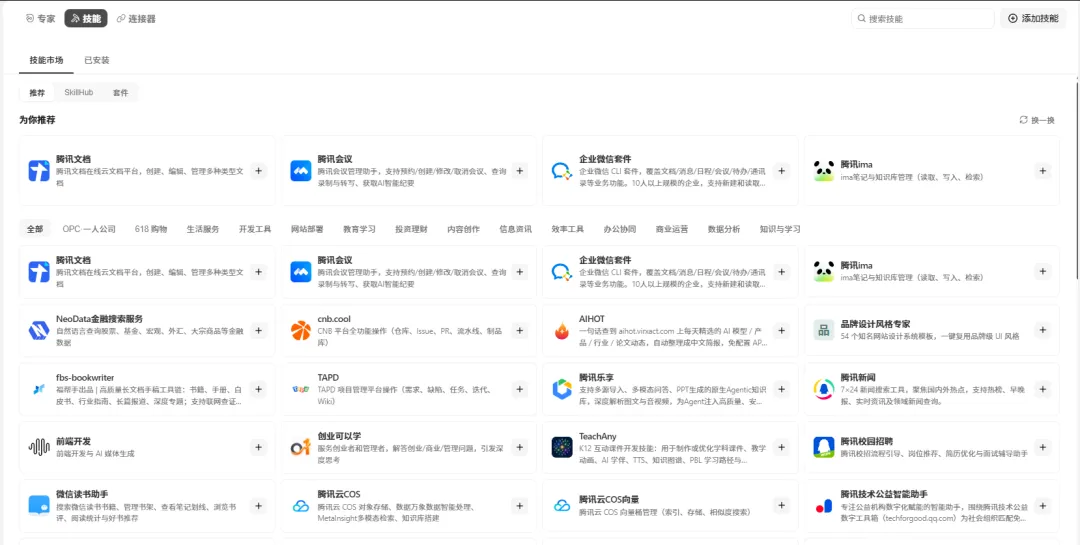 专家 技能 连接器 搜索技能 添加技能
技能市场 已安装
推荐 SkillHub 套件
为你推荐 换一换
腾讯文档
腾讯文档在线云文档平台，创建、编辑、管理多种类型文
档
腾讯会议
腾讯会议管理助手，支持预约/创建/修改/取消会议、查询
录制与转写、获取AI智能纪要
企业微信套件
企业微信 CLI 套件，覆盖文档/消息/日程/会议/待办/通讯
录等业务功能。10人以上规模的企业，支持新建和读取...
腾讯ima
ima笔记与知识库管理（读取、写入、检索）
全部 OPC 一人公司 618 购物 生活服务 开发工具 网站部署 教育学习 投资理财 内容创作 信息资讯 效率工具 办公协同 商业运营 数据分析 知识与学习
腾讯文档
腾讯文档在线云文档平台，创建、编辑、管理多种类型文
档
腾讯会议
腾讯会议管理助手，支持预约/创建/修改/取消会议、查询
录制与转写、获取AI智能纪要
企业微信套件
企业微信 CLI 套件，覆盖文档/消息/日程/会议/待办/通讯
录等业务功能。10人以上规模的企业，支持新建和读取...
腾讯ima
ima笔记与知识库管理（读取、写入、检索）
NeoData金融搜索服务
自然语言查询股票、基金、宏观、外汇、大宗商品等金融
数据
cnb.cool
CNB 平台全功能操作（仓库、Issue、PR、流水线、制品
库）
AIHOT
一句话查到 aihot.virxact.com 上每天精选的 AI 模型 / 产
品 / 行业 / 论文动态，自动整理成中文简报，免配置 AP...
品牌设计风格专家
54 个知名网站设计系统模板，一键复用品牌级 UI 风格
fbs-bookwriter
福帮手出品 | 高质量长文档手稿工具链：书籍、手册、白
皮书、行业指南、长篇报道、深度专题；支持联网查证...
TAPD
TAPD 项目管理平台操作（需求、缺陷、任务、迭代、
Wiki）
腾讯乐享
支持多源导入、多模态问答、PPT生成的原生Agentic知识
库，深度解析图文与音视频，为Agent注入高质量、安...
腾讯新闻
7×24 新闻搜索工具，聚焦国内外热点，支持热榜、早晚
报、实时资讯及领域新闻查询。
前端开发
前端开发与 AI 媒体生成
创业可以学
服务创业者和管理者，解答创业/商业/管理问题，引发深
度思考
TeachAny
K12 互动课件开发技能：用于制作或优化学科课件、教学
动画、AI 学伴、TTS、知识图谱、PBL 学习路径与...
腾讯校园招聘
腾讯校招流程引导、岗位推荐、简历优化与面试辅导助手
微信读书助手
搜索微信读书书籍、管理书架、查看笔记划线、浏览书
评、阅读统计与好书推荐
腾讯云COS
腾讯云 COS 对象存储、数据万象数据智能处理、
MetaInsight多模态检索、知识库搭建
腾讯云COS向量
腾讯云 COS 向量桶管理（索引、存储、相似度搜索）
腾讯技术公益智能助手
专注公益机构数字化赋能的智能助手，围绕腾讯技术公益
数字工具箱（techforgood.qq.com）为社会组织匹配免...